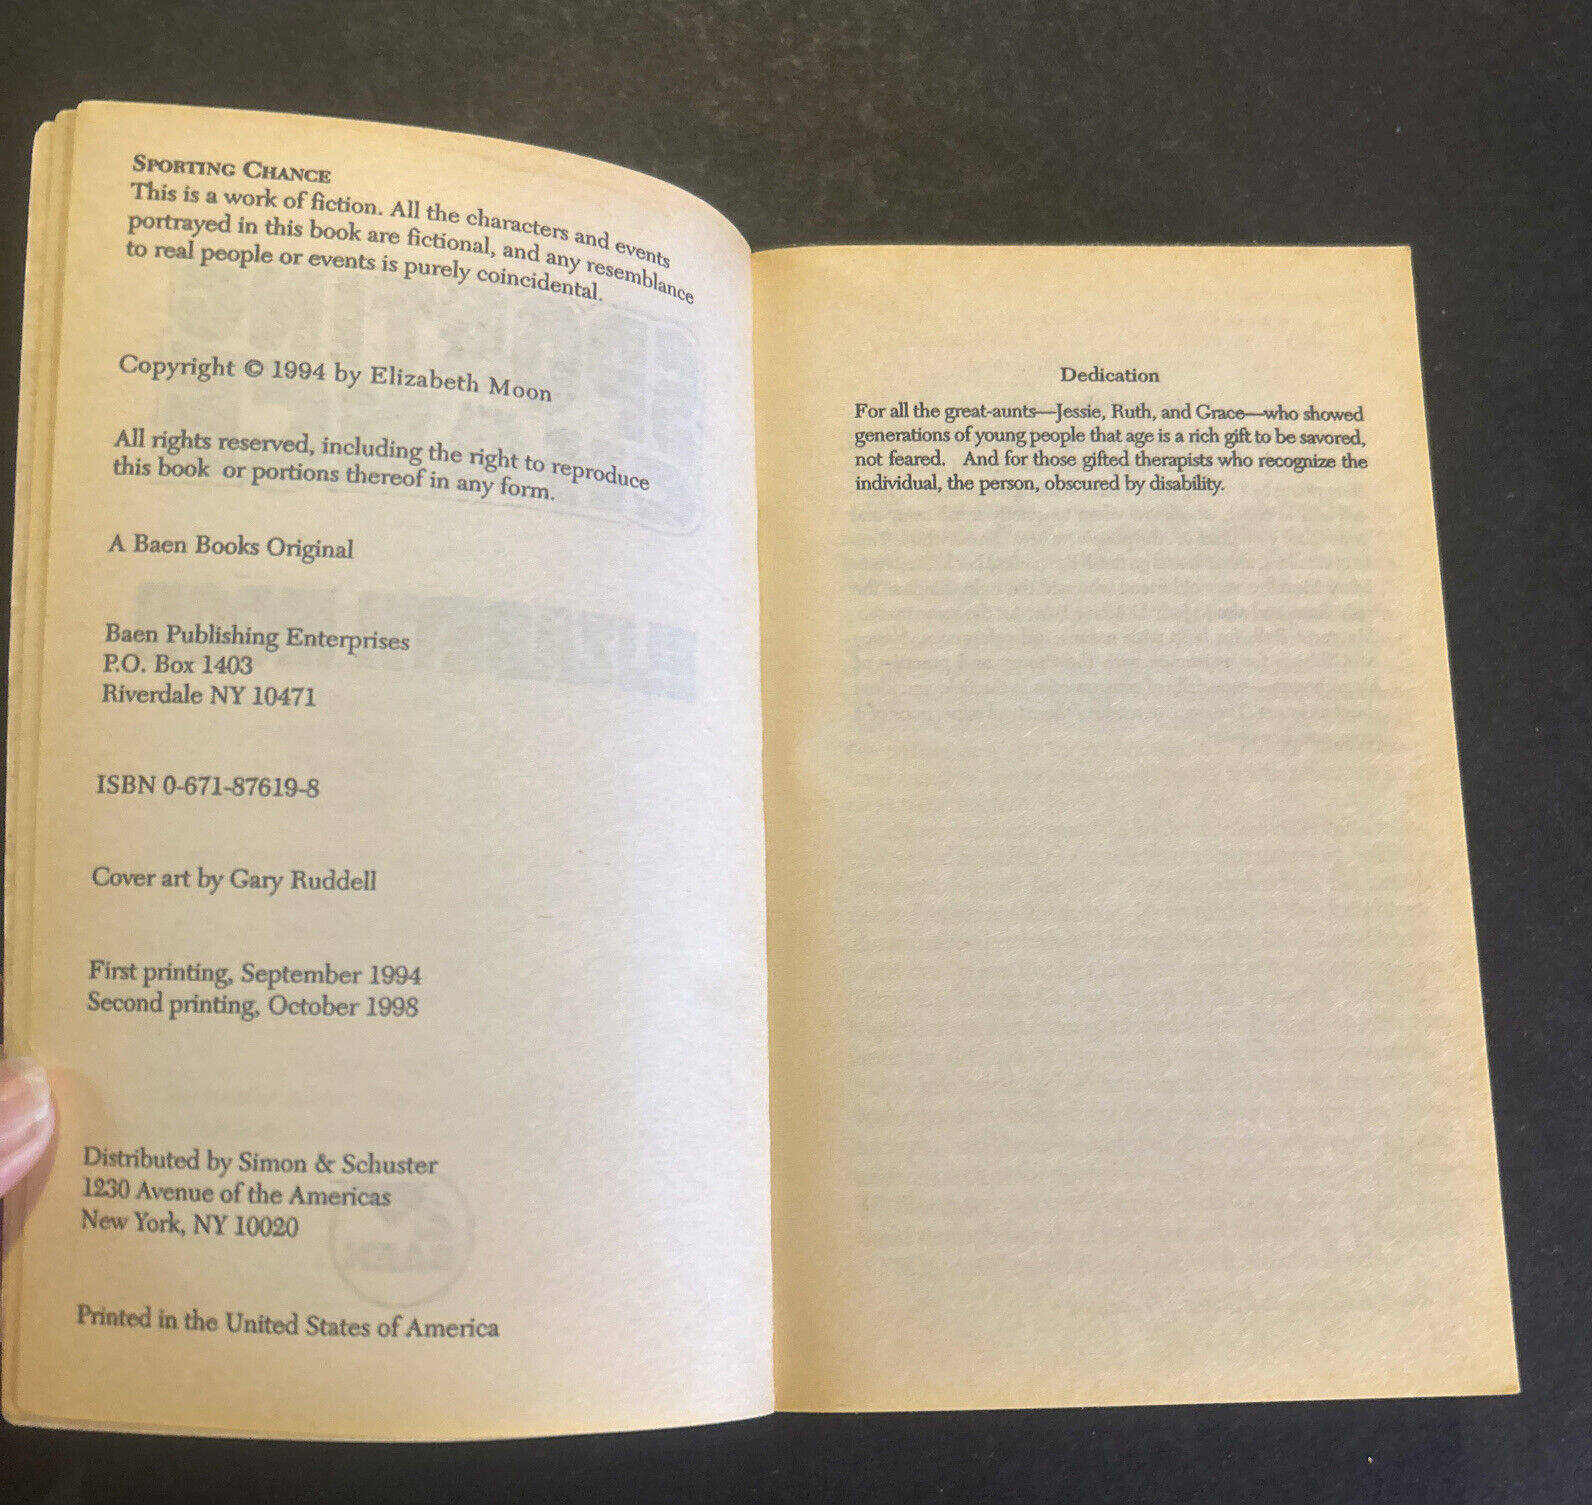 SPORTING CHANCE
This is a work of fiction. All the characters and events
portrayed in this book are fictional, and any resemblance
to real people or events is purely coincidental.
Copyright © 1994 by Elizabeth Moon
All rights reserved, including the right to reproduce
this book or portions thereof in any form.
A Baen Books Original
Baen Publishing Enterprises
P.O. Box 1403
Riverdale NY 10471
ISBN 0-671-87619-8
Cover art by Gary Ruddell
First printing, September 1994
Second printing, October 1998
Distributed by Simon & Schuster
1230 Avenue of the Americas
New York, NY 10020
Printed in the United States of America
Dedication
For all the great-aunts—Jessie, Ruth, and Grace—who showed
generations of young people that age is a rich gift to be savored,
not feared. And for those gifted therapists who recognize the
individual, the person, obscured by disability.